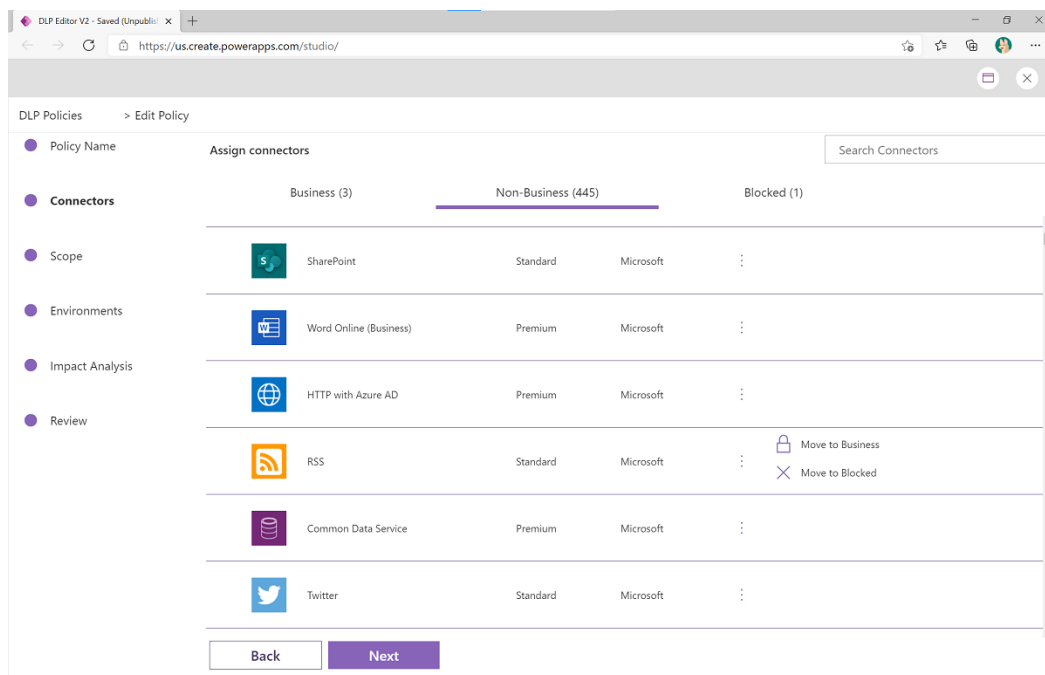 DLP Editor V2 - Saved (Unpublis
https://us.create.powerapps.com/studio/
DLP Policies > Edit Policy
Policy Name
Connectors
Scope
Environments
Impact Analysis
Review
Assign connectors
Search Connectors
Business (3) Non-Business (445) Blocked (1)
SharePoint Standard Microsoft
Word Online (Business) Premium Microsoft
HTTP with Azure AD Premium Microsoft
RSS Standard Microsoft
Move to Business
Move to Blocked
Common Data Service Premium Microsoft
Twitter Standard Microsoft
Back Next